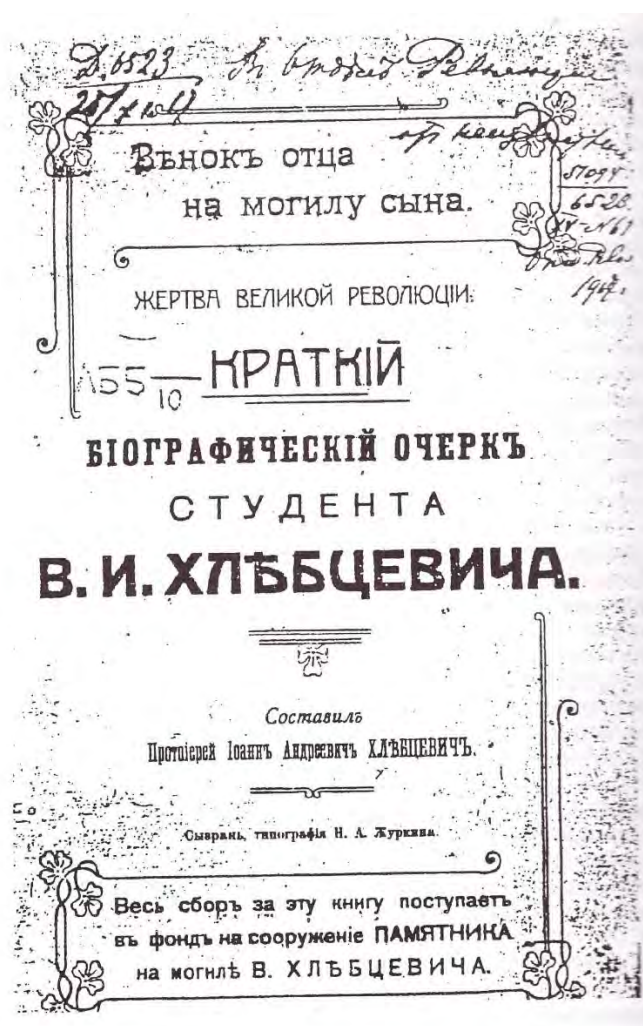 Д. 6523
Вѣнокъ отца
на могилу сына.
6528
ЖЕРТВА ВЕЛИКОЙ РЕВОЛЮЦІИ:
КРАТКІЙ
10
БІОГРАФИЧЕСКІЙ ОЧЕРКЪ
СТУДЕНТА
В. И. ХЛѢБЦЕВИЧА.
Составилъ
Протоіерей Іоаннъ Андреевичъ ХЛѢБЦЕВИЧЪ.
Сызрань, типографія Н. А. Журкина.
Весь сборъ за эту книгу поступаетъ
въ фондъ на сооруженіе ПАМЯТНИКА
на могилѣ В. ХЛѢБЦЕВИЧА.